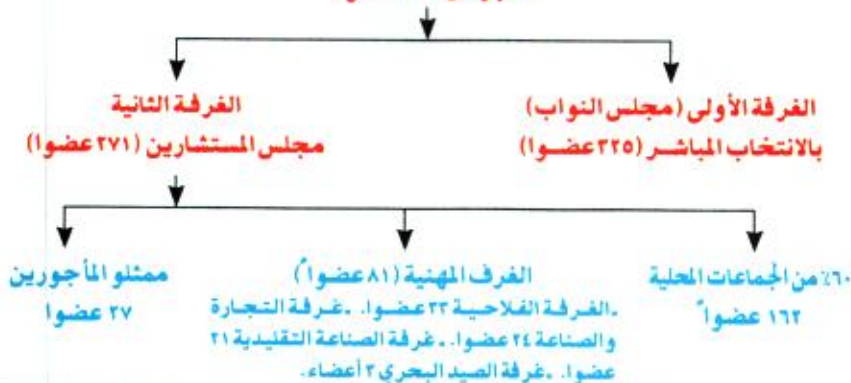 الغرفة الأولى (مجلس النواب)
بالانتخاب المباشر (٣٢٥ عضوا)
الغرفة الثانية
مجلس المستشارين (٢٧١ عضوا)
٦٠٪ من الجماعات المحلية
١٦٢ عضواً
الغرف المهنية (٨١ عضواً)
.الغرفة الفلاحية ٣٣ عضوا. .غرفة التجارة
والصناعة ٢٤ عضوا. .غرفة الصناعة التقليدية ٢١
عضوا. .غرفة الصيد البحري ٣ أعضاء.
ممثلو المأجورين
٢٧ عضوا